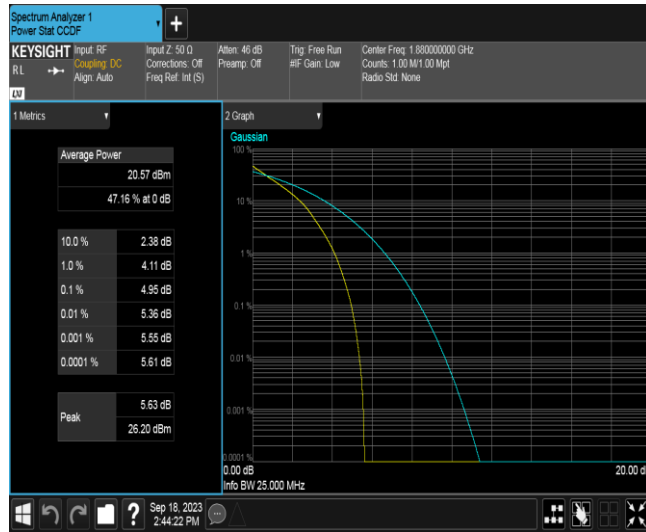 Spectrum Analyzer 1
Power Stat CCDF
+
KEYSIGHT Input: RF Input Z: 50 Ω Atten: 46 dB Trig: Free Run Center Freq: 1.880000000 GHz
RL Coupling: DC Corrections: Off Preamp: Off #IF Gain: Low Counts: 1.00 M/1.00 Mpt
Align: Auto Freq Ref: Int (S) Radio Std: None
LXI
1 Metrics
Average Power
20.57 dBm
47.16 % at 0 dB
10.0 % 2.38 dB
1.0 % 4.11 dB
0.1 % 4.95 dB
0.01 % 5.36 dB
0.001 % 5.55 dB
0.0001 % 5.61 dB
Peak 5.63 dB
26.20 dBm
2 Graph
Gaussian
100 %
10 %
1 %
0.1 %
0.01 %
0.001 %
0.0001 %
0.00 dB 20.00 d
Info BW 25.000 MHz
? Sep 18, 2023
2:44:22 PM